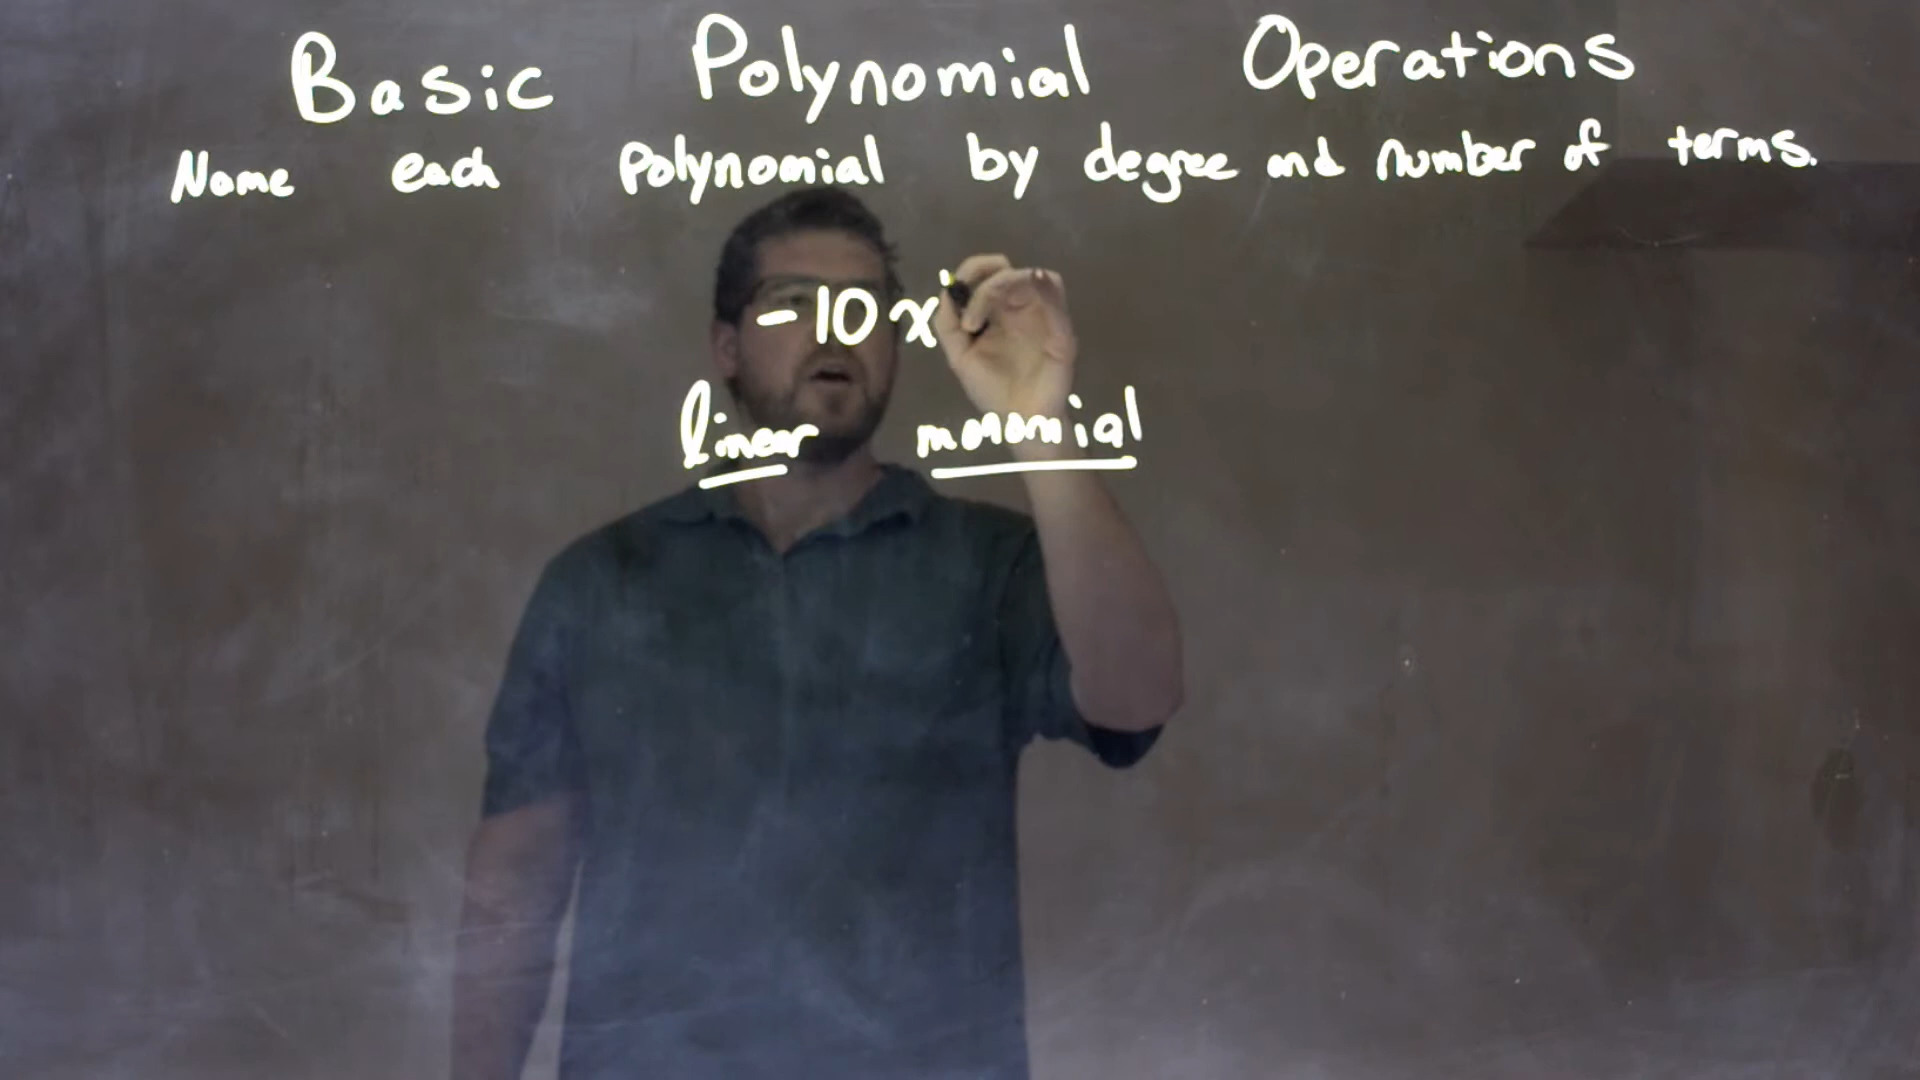 Basic Polynomial Operations
Name each polynomial by degree and number of terms.
-10x
linear monomial